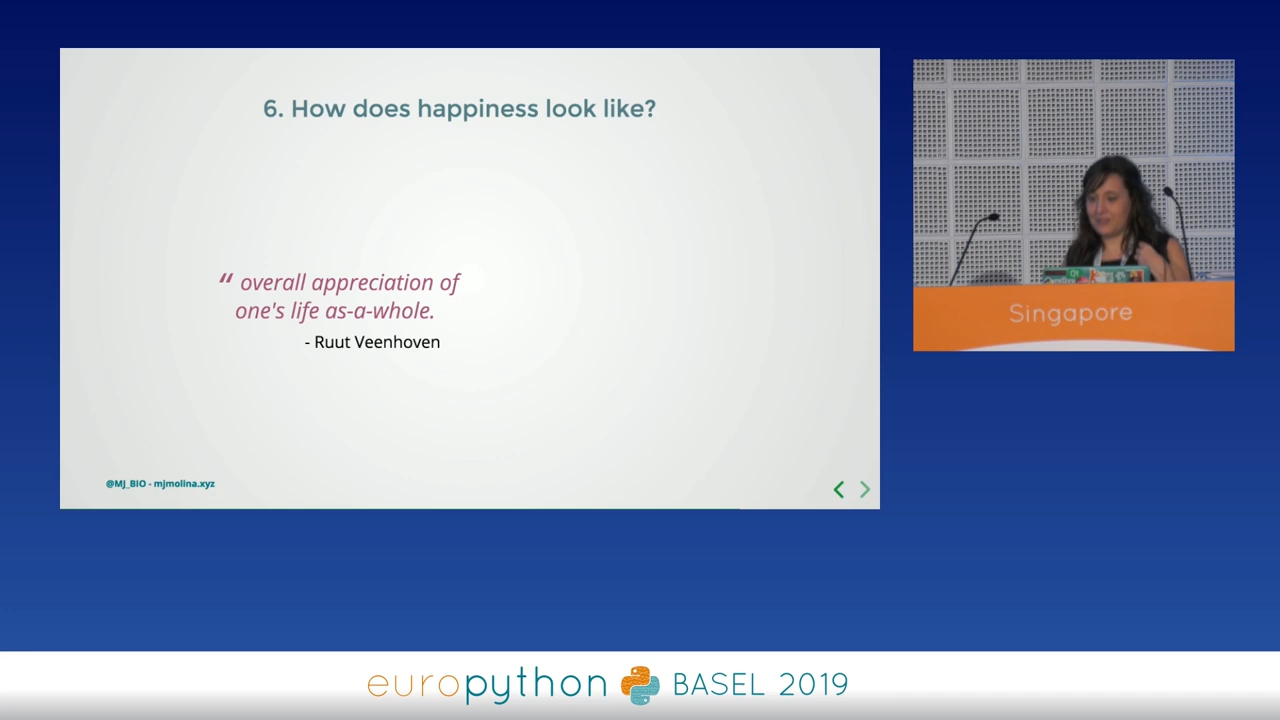 6. How does happiness look like?
“ overall appreciation of
one's life as-a-whole.
- Ruut Veenhoven
@MJ_BIO - mjmolina.xyz
Singapore
europython BASEL 2019